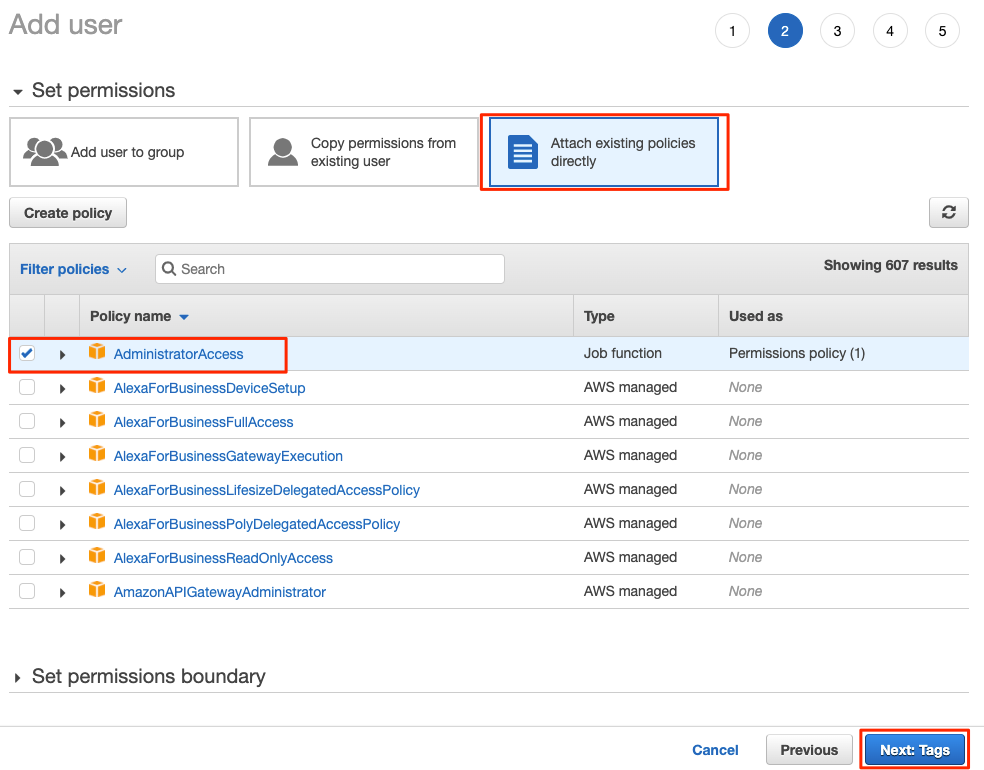 Add user
1 2 3 4 5
Set permissions
Add user to group
Copy permissions from
existing user
Attach existing policies
directly
Create policy
Filter policies Search Showing 607 results
Policy name Type Used as
AdministratorAccess Job function Permissions policy (1)
AlexaForBusinessDeviceSetup AWS managed None
AlexaForBusinessFullAccess AWS managed None
AlexaForBusinessGatewayExecution AWS managed None
AlexaForBusinessLifesizeDelegatedAccessPolicy AWS managed None
AlexaForBusinessPolyDelegatedAccessPolicy AWS managed None
AlexaForBusinessReadOnlyAccess AWS managed None
AmazonAPIGatewayAdministrator AWS managed None
Set permissions boundary
Cancel Previous Next: Tags